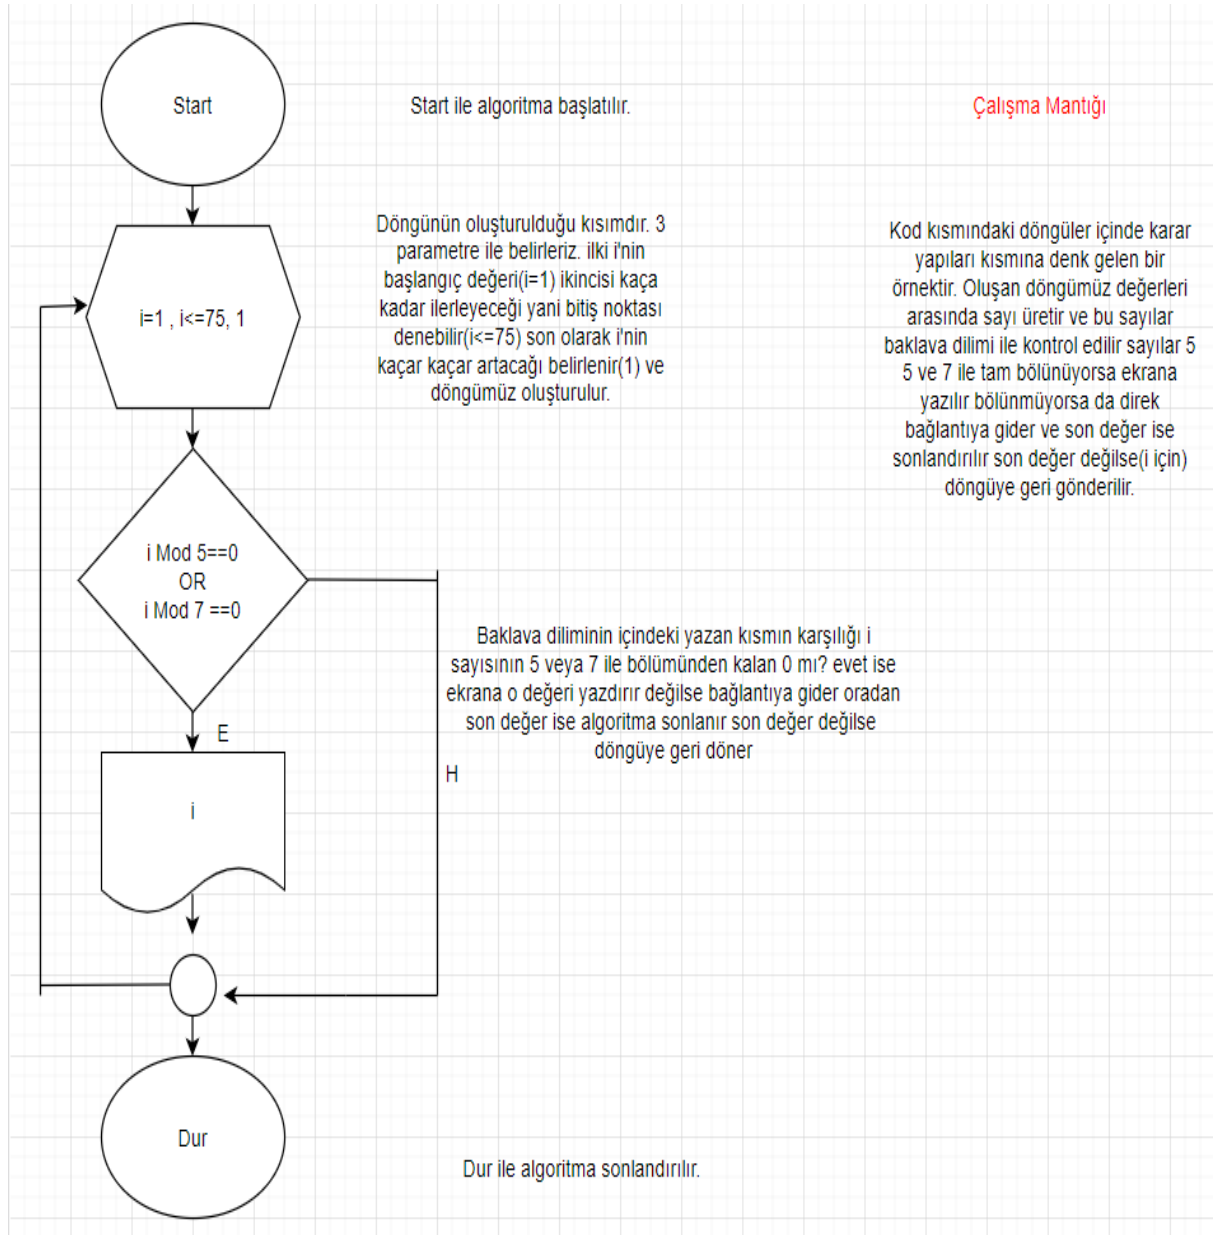 Start
Start ile algoritma başlatılır.
Çalışma Mantığı
i=1 , i<=75, 1
Döngünün oluşturulduğu kısımdır. 3
parametre ile belirleriz. ilki i'nin
başlangıç değeri(i=1) ikincisi kaça
kadar ilerleyeceği yani bitiş noktası
denebilir(i<=75) son olarak i'nin
kaçar kaçar artacağı belirlenir(1) ve
döngümüz oluşturulur.
Kod kısmındaki döngüler içinde karar
yapıları kısmına denk gelen bir
örnektir. Oluşan döngümüz değerleri
arasında sayı üretir ve bu sayılar
baklava dilimi ile kontrol edilir sayılar 5
5 ve 7 ile tam bölünüyorsa ekrana
yazılır bölünmüyorsa da direk
bağlantıya gider ve son değer ise
sonlandırılır son değer değilse(i için)
döngüye geri gönderilir.
i Mod 5==0
OR
i Mod 7 ==0
Baklava diliminin içindeki yazan kısmın karşılığı i
sayısının 5 veya 7 ile bölümünden kalan 0 mı? evet ise
ekrana o değeri yazdırır değilse bağlantıya gider oradan
son değer ise algoritma sonlanır son değer değilse
döngüye geri döner
E
H
i
Dur
Dur ile algoritma sonlandırılır.